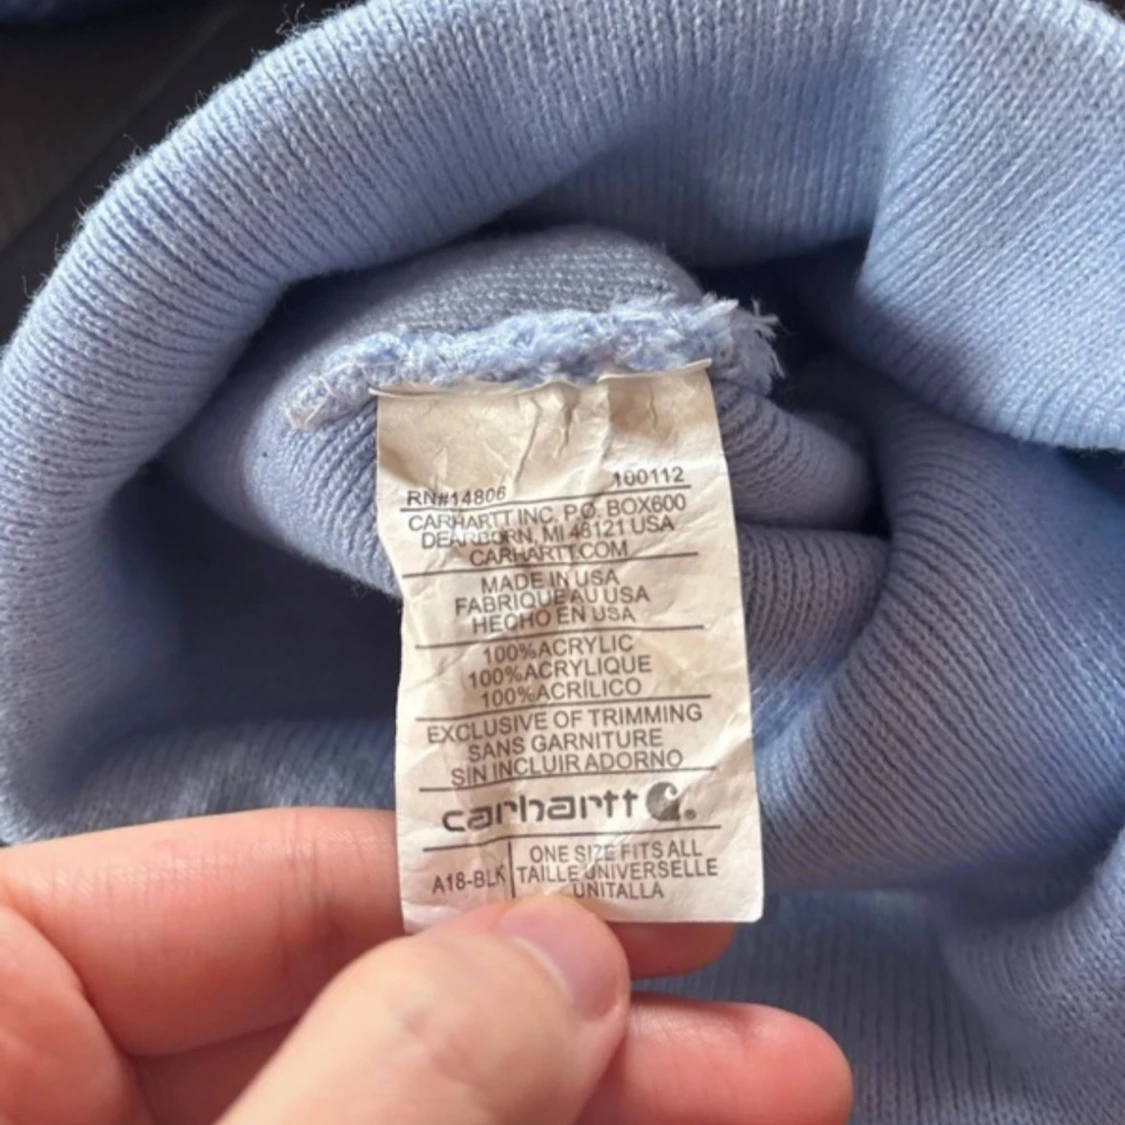 RN#14806 100112
CARHARTT INC, P.O. BOX600
DEARBORN, MI 48121 USA
CARHARTT.COM
MADE IN USA
FABRIQUE AU USA
HECHO EN USA
100%ACRYLIC
100%ACRYLIQUE
100%ACRÍLICO
EXCLUSIVE OF TRIMMING
SANS GARNITURE
SIN INCLUIR ADORNO
carhartt ®
A18-BLK
ONE SIZE FITS ALL
TAILLE UNIVERSELLE
UNITALLA